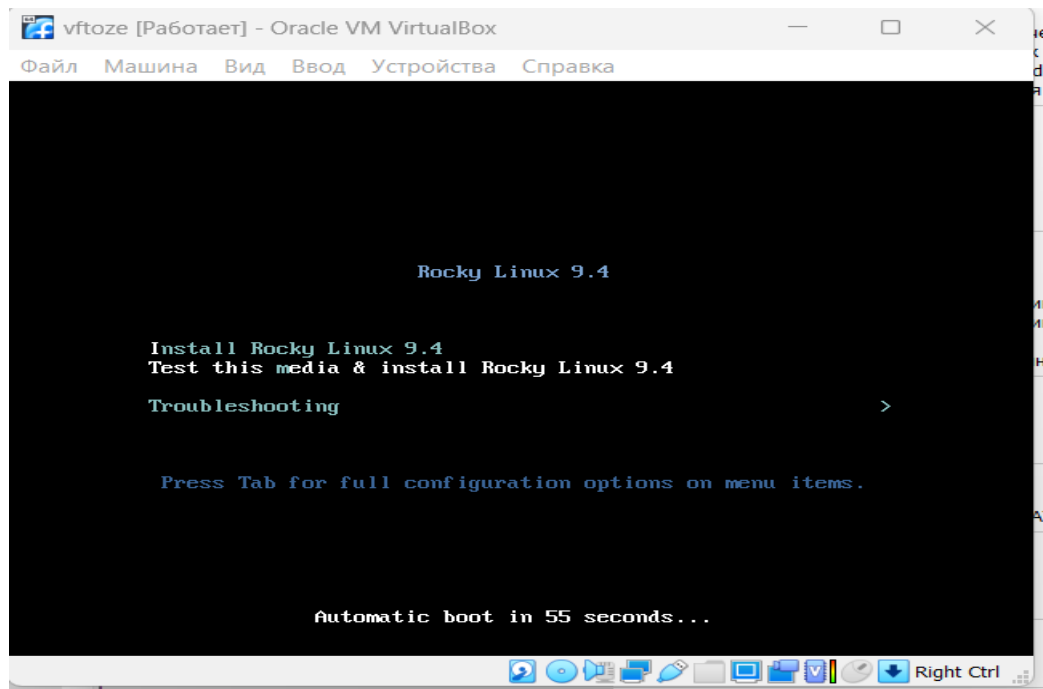 vftoze [Работает] - Oracle VM VirtualBox
Файл Машина Вид Ввод Устройства Справка
Rocky Linux 9.4
Install Rocky Linux 9.4
Test this media & install Rocky Linux 9.4
Troubleshooting >
Press Tab for full configuration options on menu items.
Automatic boot in 55 seconds...
Right Ctrl